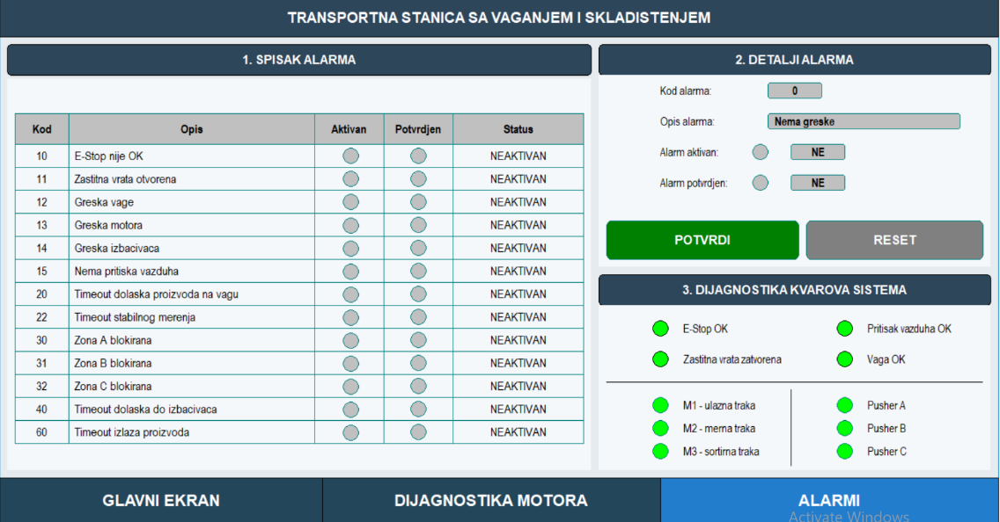 TRANSPORTNA STANICA SA VAGANJEM I SKLADISTENJEM
1. SPISAK ALARMA
Kod Opis Aktivan Potvrdjen Status
10 E-Stop nije OK NEAKTIVAN
11 Zastitna vrata otvorena NEAKTIVAN
12 Greska vage NEAKTIVAN
13 Greska motora NEAKTIVAN
14 Greska izbacivaca NEAKTIVAN
15 Nema pritiska vazduha NEAKTIVAN
20 Timeout dolaska proizvoda na vagu NEAKTIVAN
22 Timeout stabilnog merenja NEAKTIVAN
30 Zona A blokirana NEAKTIVAN
31 Zona B blokirana NEAKTIVAN
32 Zona C blokirana NEAKTIVAN
40 Timeout dolaska do izbacivaca NEAKTIVAN
60 Timeout izlaza proizvoda NEAKTIVAN
2. DETALJI ALARMA
Kod alarma: 0
Opis alarma: Nema greske
Alarm aktivan: NE
Alarm potvrdjen: NE
POTVRDI RESET
3. DIJAGNOSTIKA KVAROVA SISTEMA
E-Stop OK Pritisak vazduha OK
Zastitna vrata zatvorena Vaga OK
M1 - ulazna traka Pusher A
M2 - merna traka Pusher B
M3 - sortirna traka Pusher C
GLAVNI EKRAN DIJAGNOSTIKA MOTORA ALARMI
Activate Windows